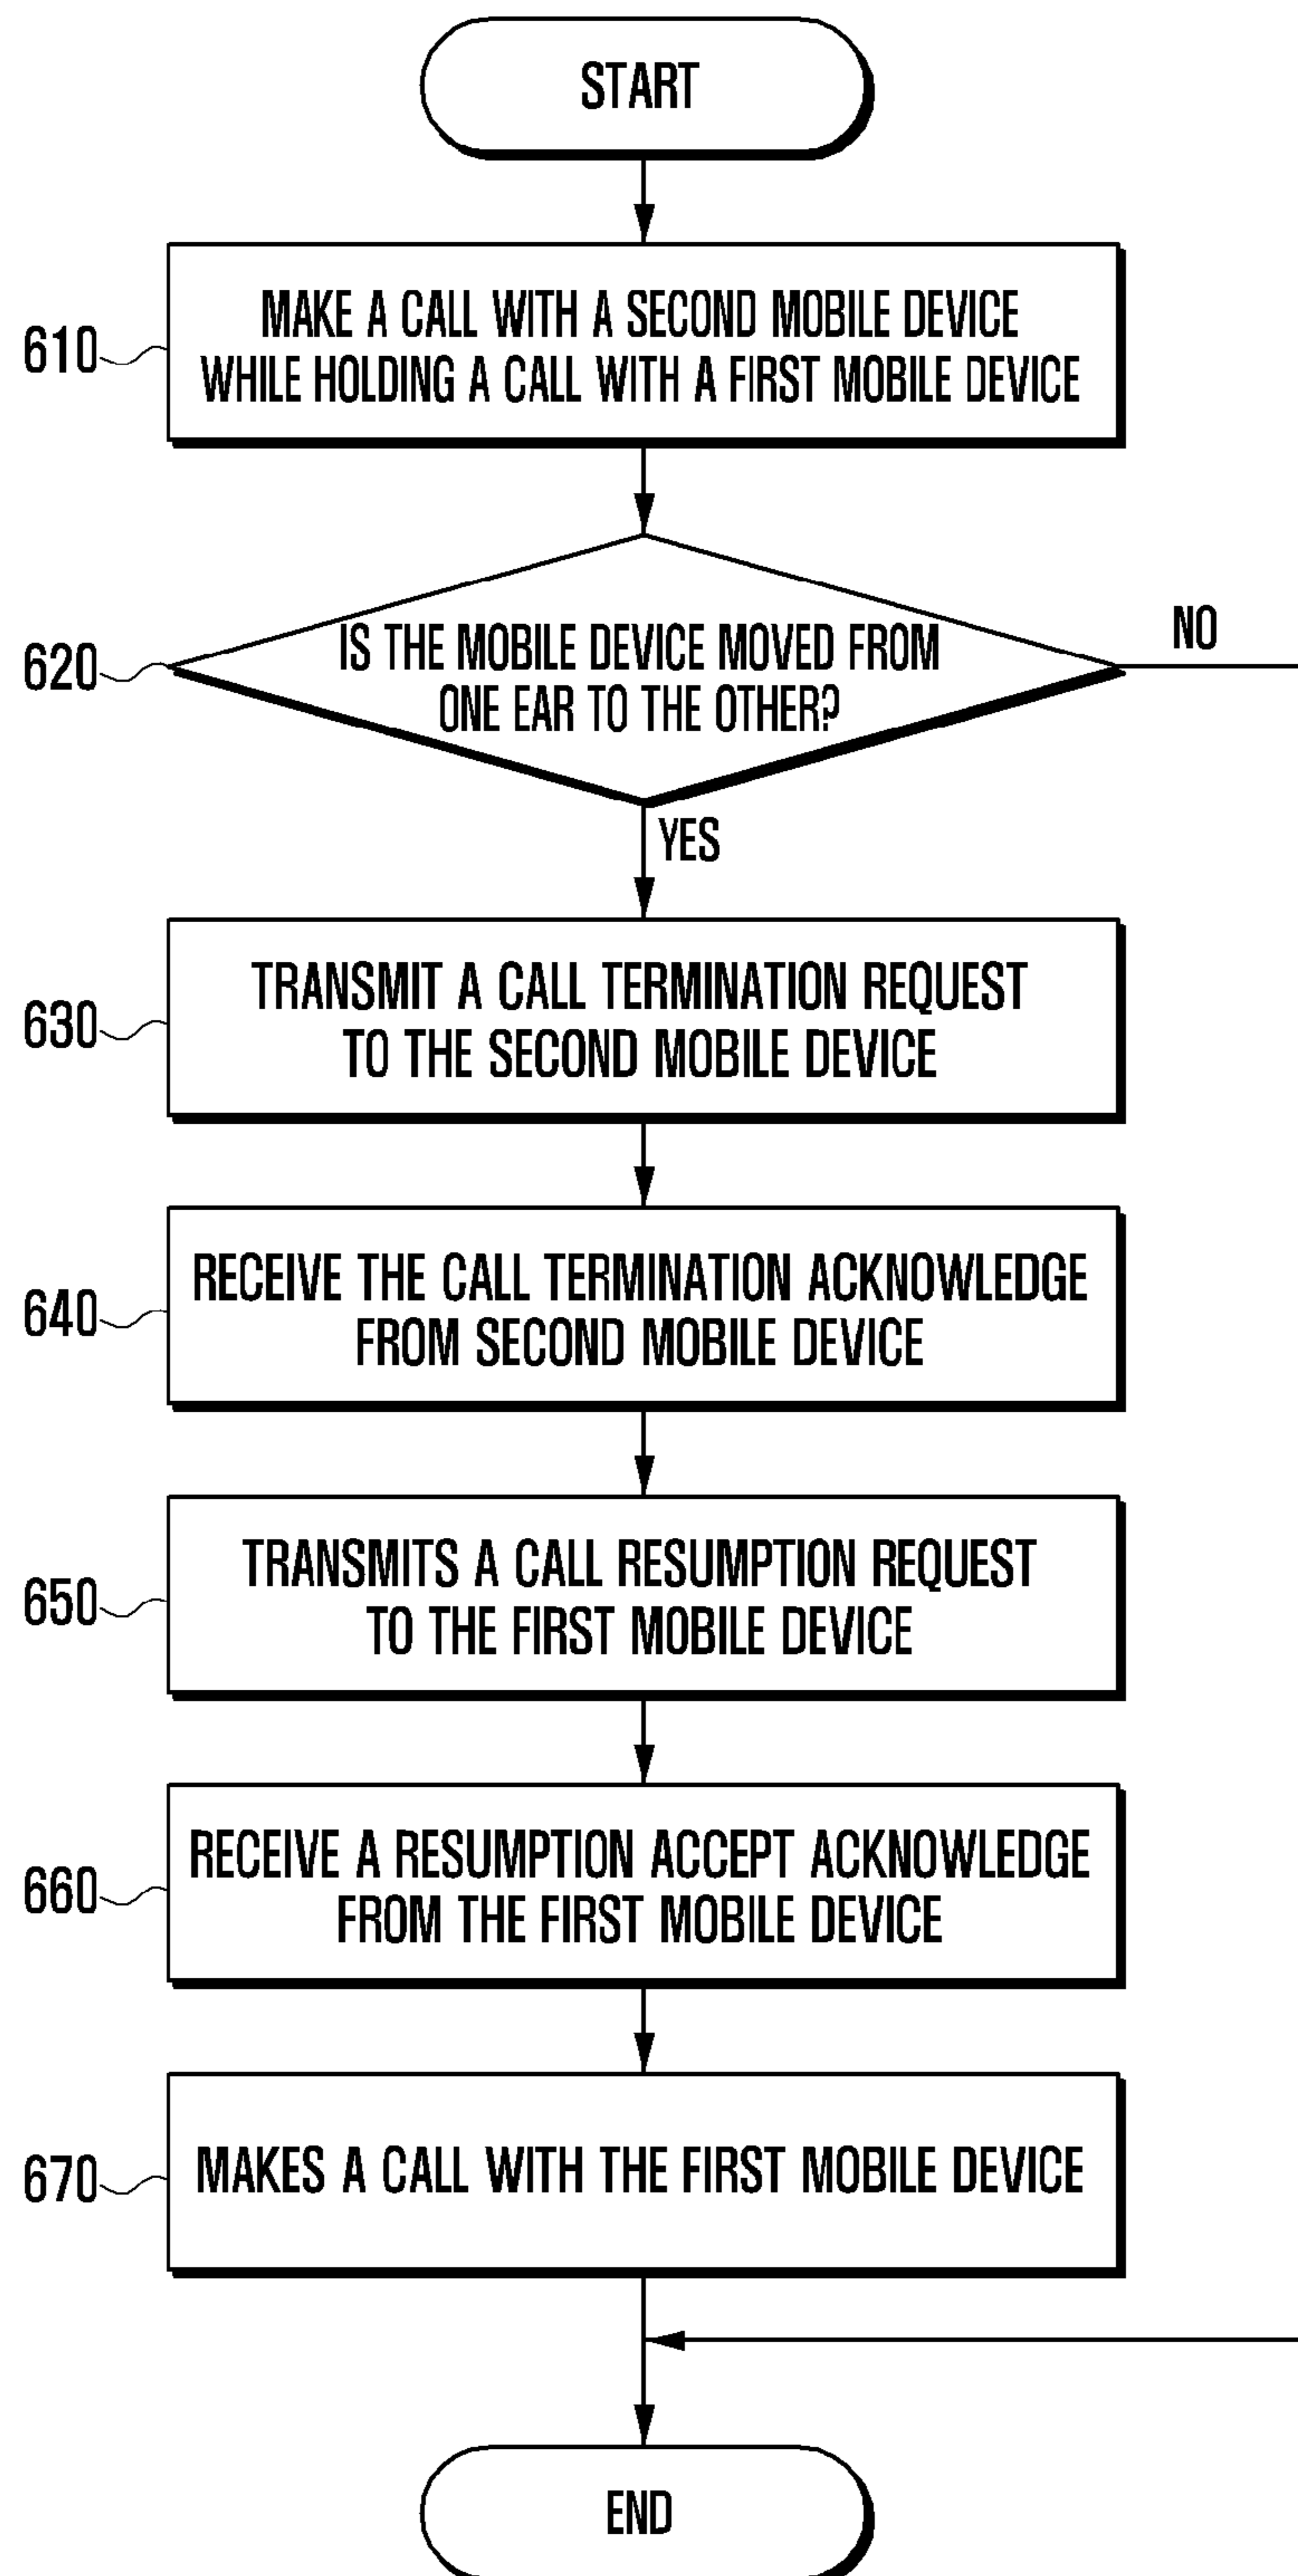 START
610
MAKE A CALL WITH A SECOND MOBILE DEVICE
WHILE HOLDING A CALL WITH A FIRST MOBILE DEVICE
620
IS THE MOBILE DEVICE MOVED FROM
ONE EAR TO THE OTHER?
NO
YES
630
TRANSMIT A CALL TERMINATION REQUEST
TO THE SECOND MOBILE DEVICE
640
RECEIVE THE CALL TERMINATION ACKNOWLEDGE
FROM SECOND MOBILE DEVICE
650
TRANSMITS A CALL RESUMPTION REQUEST
TO THE FIRST MOBILE DEVICE
660
RECEIVE A RESUMPTION ACCEPT ACKNOWLEDGE
FROM THE FIRST MOBILE DEVICE
670
MAKES A CALL WITH THE FIRST MOBILE DEVICE
END